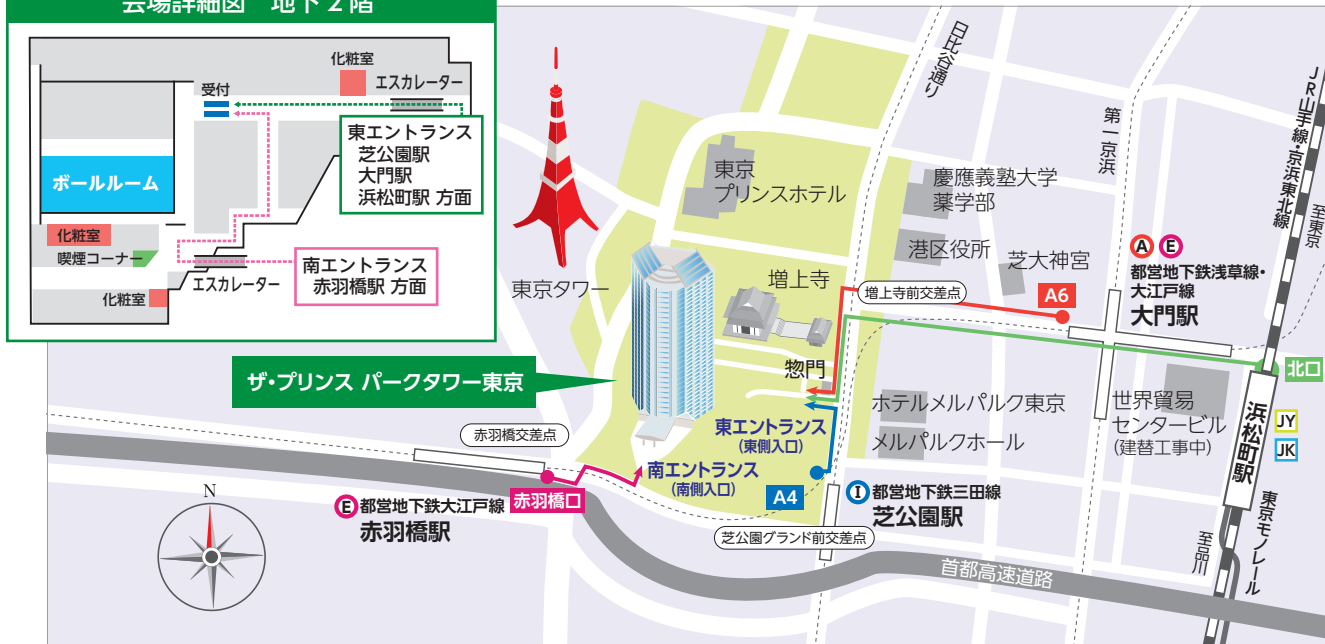 会場詳細図 地下2階
化粧室
エスカレーター
受付
東エントランス
芝公園駅
大門駅
浜松町駅 方面
ボールルーム
化粧室
喫煙コーナー
エスカレーター
南エントランス
赤羽橋駅 方面
化粧室
日比谷通り
第一京浜
JR山手線・京浜東北線
至東京
東京
プリンスホテル
慶應義塾大学
薬学部
港区役所
芝大神宮
東京タワー
増上寺
増上寺前交差点
A6
A E
都営地下鉄浅草線・
大江戸線
大門駅
北口
ザ・プリンス パークタワー東京
惣門
ホテルメルパルク東京
メルパルクホール
世界貿易
センタービル
(建替工事中)
浜松町駅
JY
JK
赤羽橋交差点
東エントランス
(東側入口)
南エントランス
(南側入口)
A4
I 都営地下鉄三田線
芝公園駅
E 都営地下鉄大江戸線
赤羽橋駅
赤羽橋口
芝公園グランド前交差点
首都高速道路
東京モノレール
至品川
N